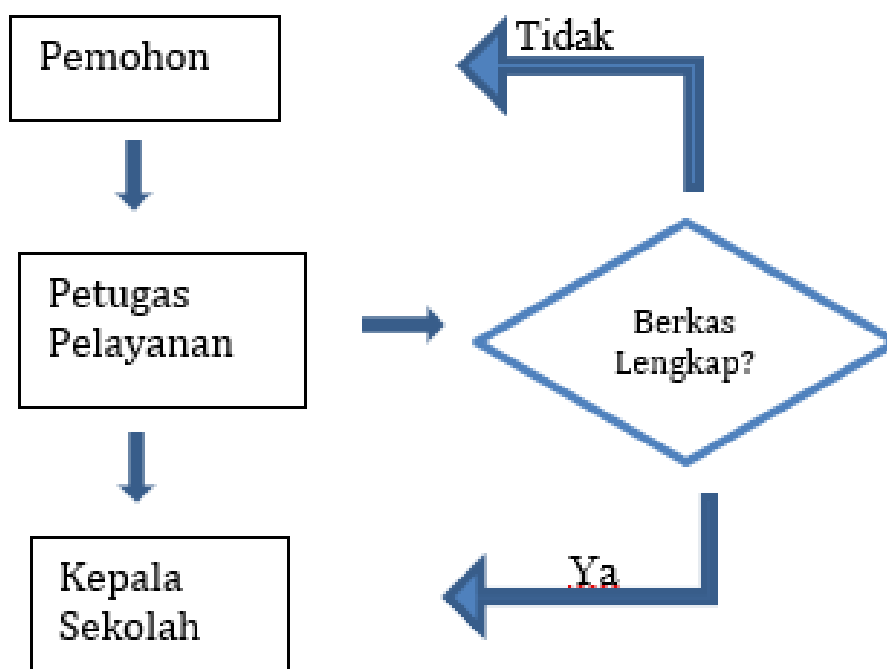 Pemohon
Tidak
Petugas
Pelayanan
Berkas
Lengkap?
Ya
Kepala
Sekolah